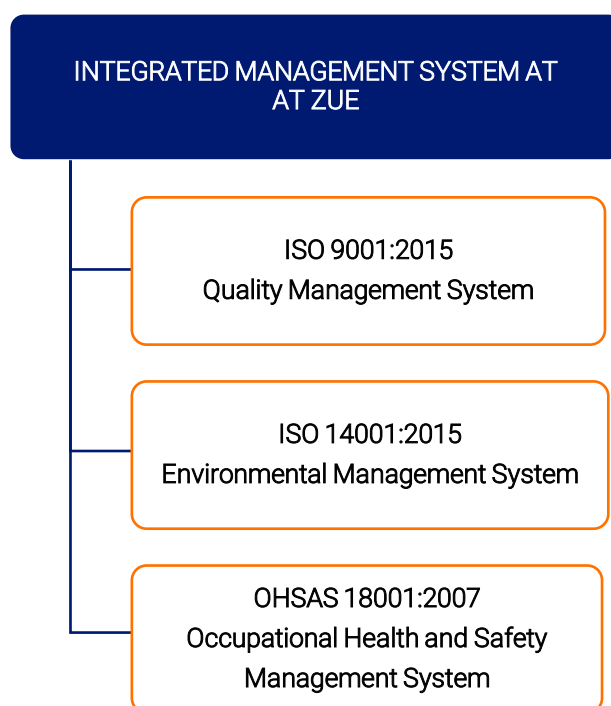 INTEGRATED MANAGEMENT SYSTEM AT
AT ZUE
ISO 9001:2015
Quality Management System
ISO 14001:2015
Environmental Management System
OHSAS 18001:2007
Occupational Health and Safety
Management System